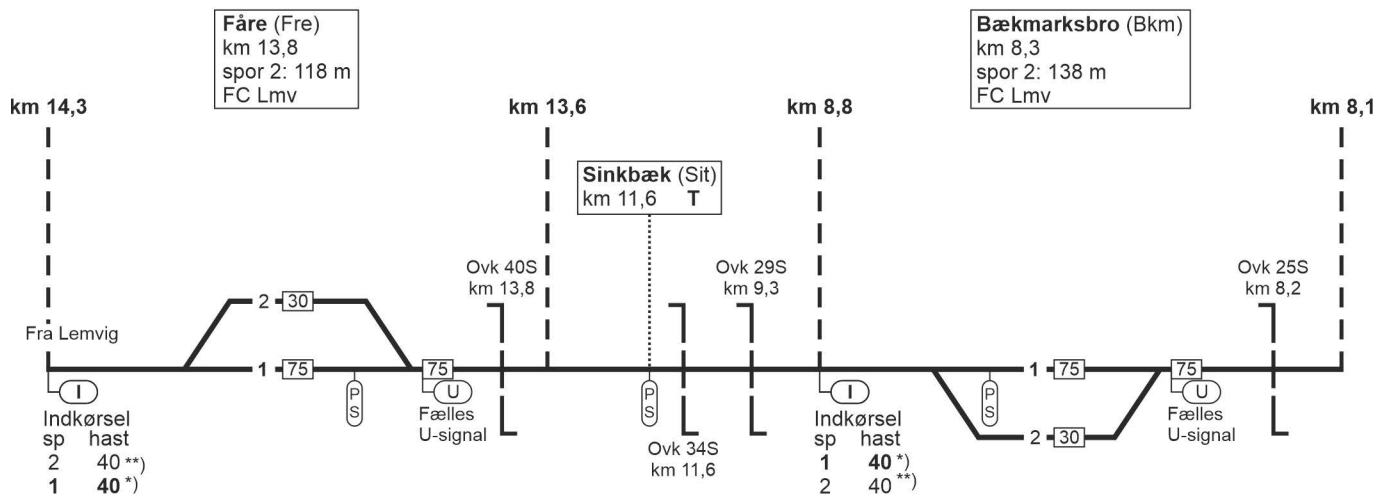 Fåre (Fre)
km 13,8
spor 2: 118 m
FC Lmv
Bækmarksbro (Bkm)
km 8,3
spor 2: 138 m
FC Lmv
km 14,3
km 13,6
km 8,8
km 8,1
Sinkbæk (Sit)
km 11,6 T
Ovk 40S
km 13,8
Ovk 29S
km 9,3
Ovk 25S
km 8,2
Fra Lemvig
2 30
1 75
75
1 75
75
2 30
I
P
S
U
P
S
I
P
S
U
Indkørsel
sp hast
2 40 **)
1 40 *)
Fælles
U-signal
Ovk 34S
km 11,6
Indkørsel
sp hast
1 40 *)
2 40 **)
Fælles
U-signal